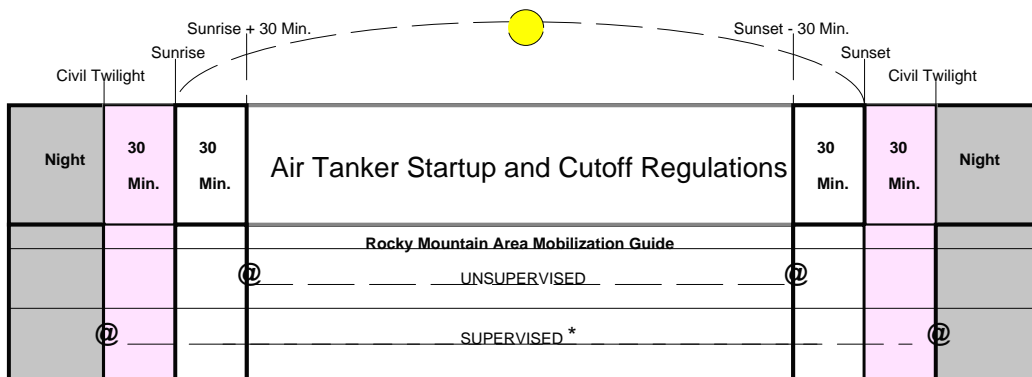 Sunrise + 30 Min.
Sunset - 30 Min.
Sunrise
Sunset
Civil Twilight
Civil Twilight
Night
30
Min.
30
Min.
Air Tanker Startup and Cutoff Regulations
30
Min.
30
Min.
Night
Rocky Mountain Area Mobilization Guide
@ UNSUPERVISED @
@ SUPERVISED * @